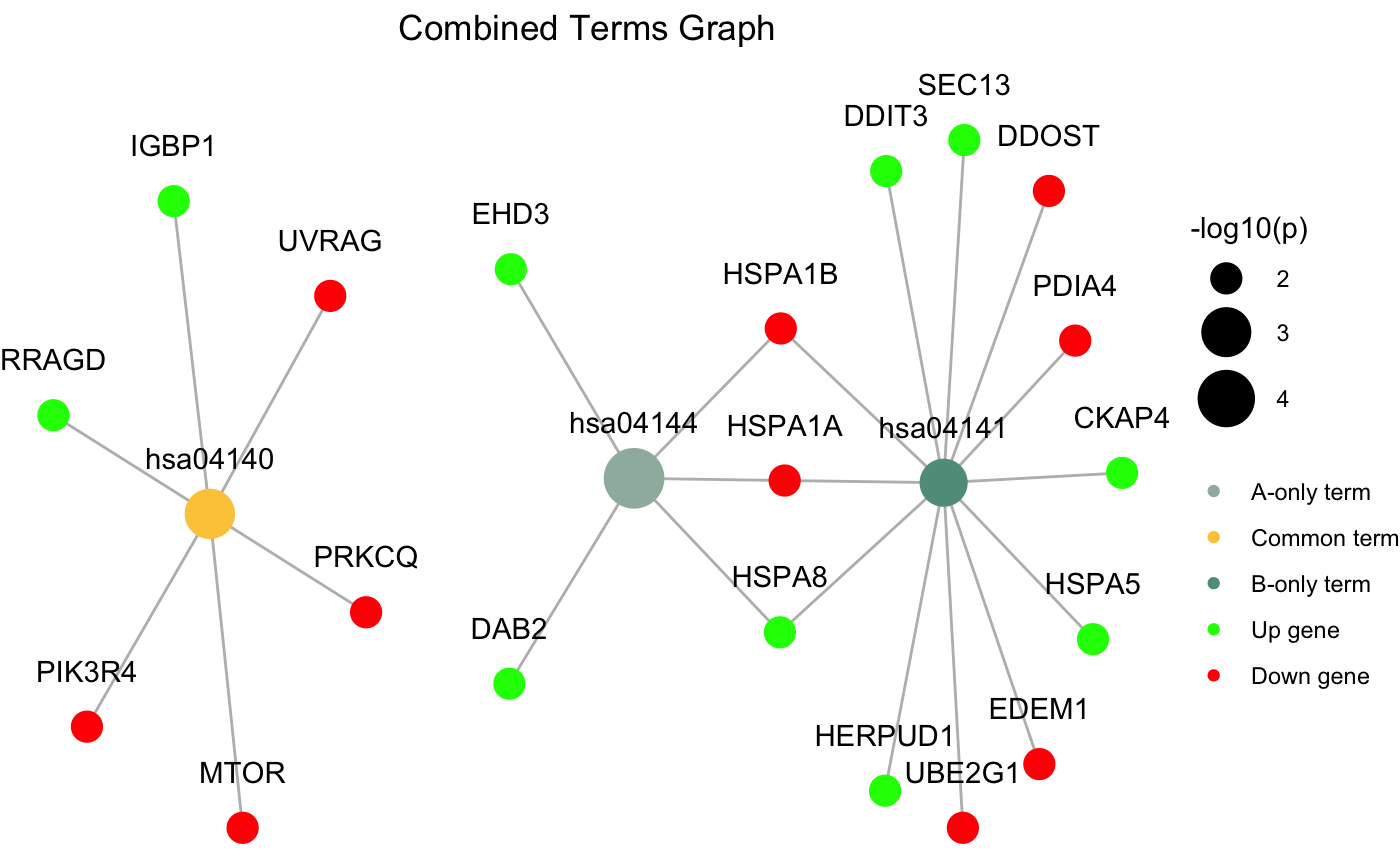 Combined Terms Graph
SEC13
DDIT3
DDOST
IGBP1
EHD3
UVRAG
HSPA1B
PDIA4
RRAGD
hsa04144
HSPA1A
hsa04141
CKAP4
hsa04140
PRKCQ
HSPA8
HSPA5
DAB2
PIK3R4
EDEM1
HERPUD1
MTOR
UBE2G1
-log10(p)
2
3
4
A-only term
Common term
B-only term
Up gene
Down gene